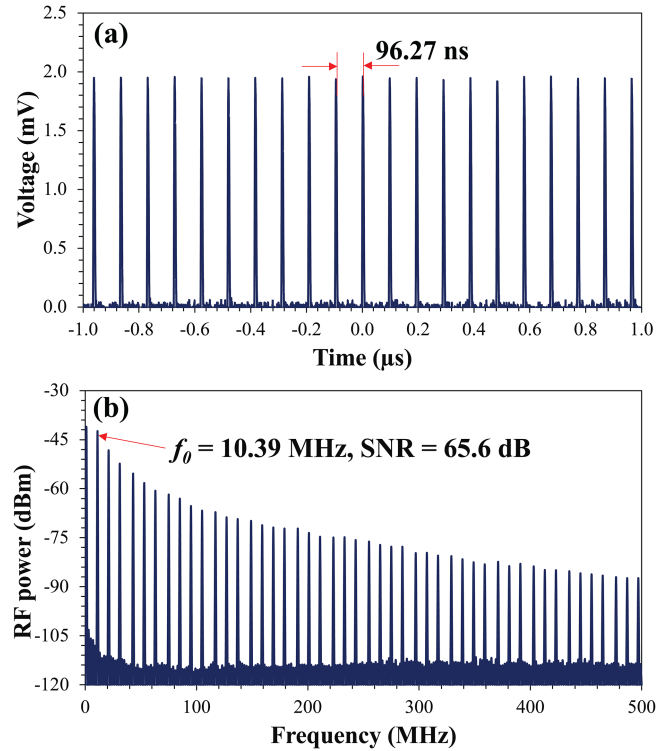 (a)
96.27 ns
2.5
2.0
1.5
1.0
0.5
0.0
Voltage (mV)
-1.0 -0.8 -0.6 -0.4 -0.2 0.0 0.2 0.4 0.6 0.8 1.0
Time (µs)
(b)
f0 = 10.39 MHz, SNR = 65.6 dB
-30
-45
-60
-75
-90
-105
-120
RF power (dBm)
0 100 200 300 400 500
Frequency (MHz)